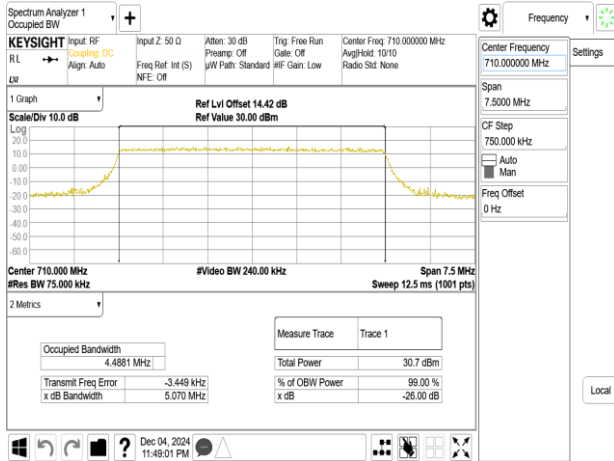 Spectrum Analyzer 1
Occupied BW
KEYSIGHT
RL
Input: RF
Coupling: DC
Align: Auto
Input Z: 50 Ω
Freq Ref: Int (S)
NFE: Off
Atten: 30 dB
Preamp: Off
µW Path: Standard
Trig: Free Run
Gate: Off
#IF Gain: Low
Center Freq: 710.000000 MHz
Avg|Hold: 10/10
Radio Std: None
1 Graph
Scale/Div 10.0 dB
Ref Lvl Offset 14.42 dB
Ref Value 30.00 dBm
Log
20.0
10.0
0.00
-10.0
-20.0
-30.0
-40.0
-50.0
-60.0
Center 710.000 MHz
#Res BW 75.000 kHz
#Video BW 240.00 kHz
Span 7.5 MHz
Sweep 12.5 ms (1001 pts)
2 Metrics
Occupied Bandwidth
4.4881 MHz
Transmit Freq Error -3.449 kHz
x dB Bandwidth 5.070 MHz
Measure Trace Trace 1
Total Power 30.7 dBm
% of OBW Power 99.00 %
x dB -26.00 dB
Dec 04, 2024
11:49:01 PM
Frequency
Center Frequency
710.000000 MHz
Span
7.5000 MHz
CF Step
750.000 kHz
Auto
Man
Freq Offset
0 Hz
Settings
Local